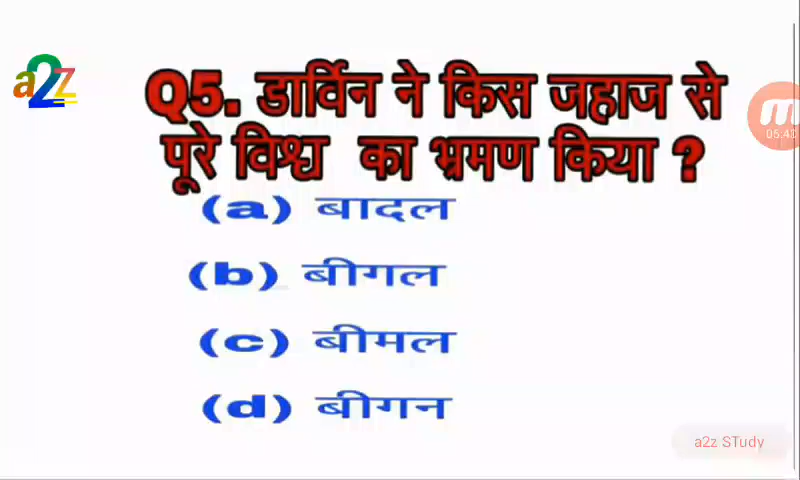 a2z
Q5. डार्विन ने किस जहाज से
पूरे विश्व का भ्रमण किया ?
(a) बादल
(b) बीगल
(c) बीमल
(d) बीगन
a2z STudy